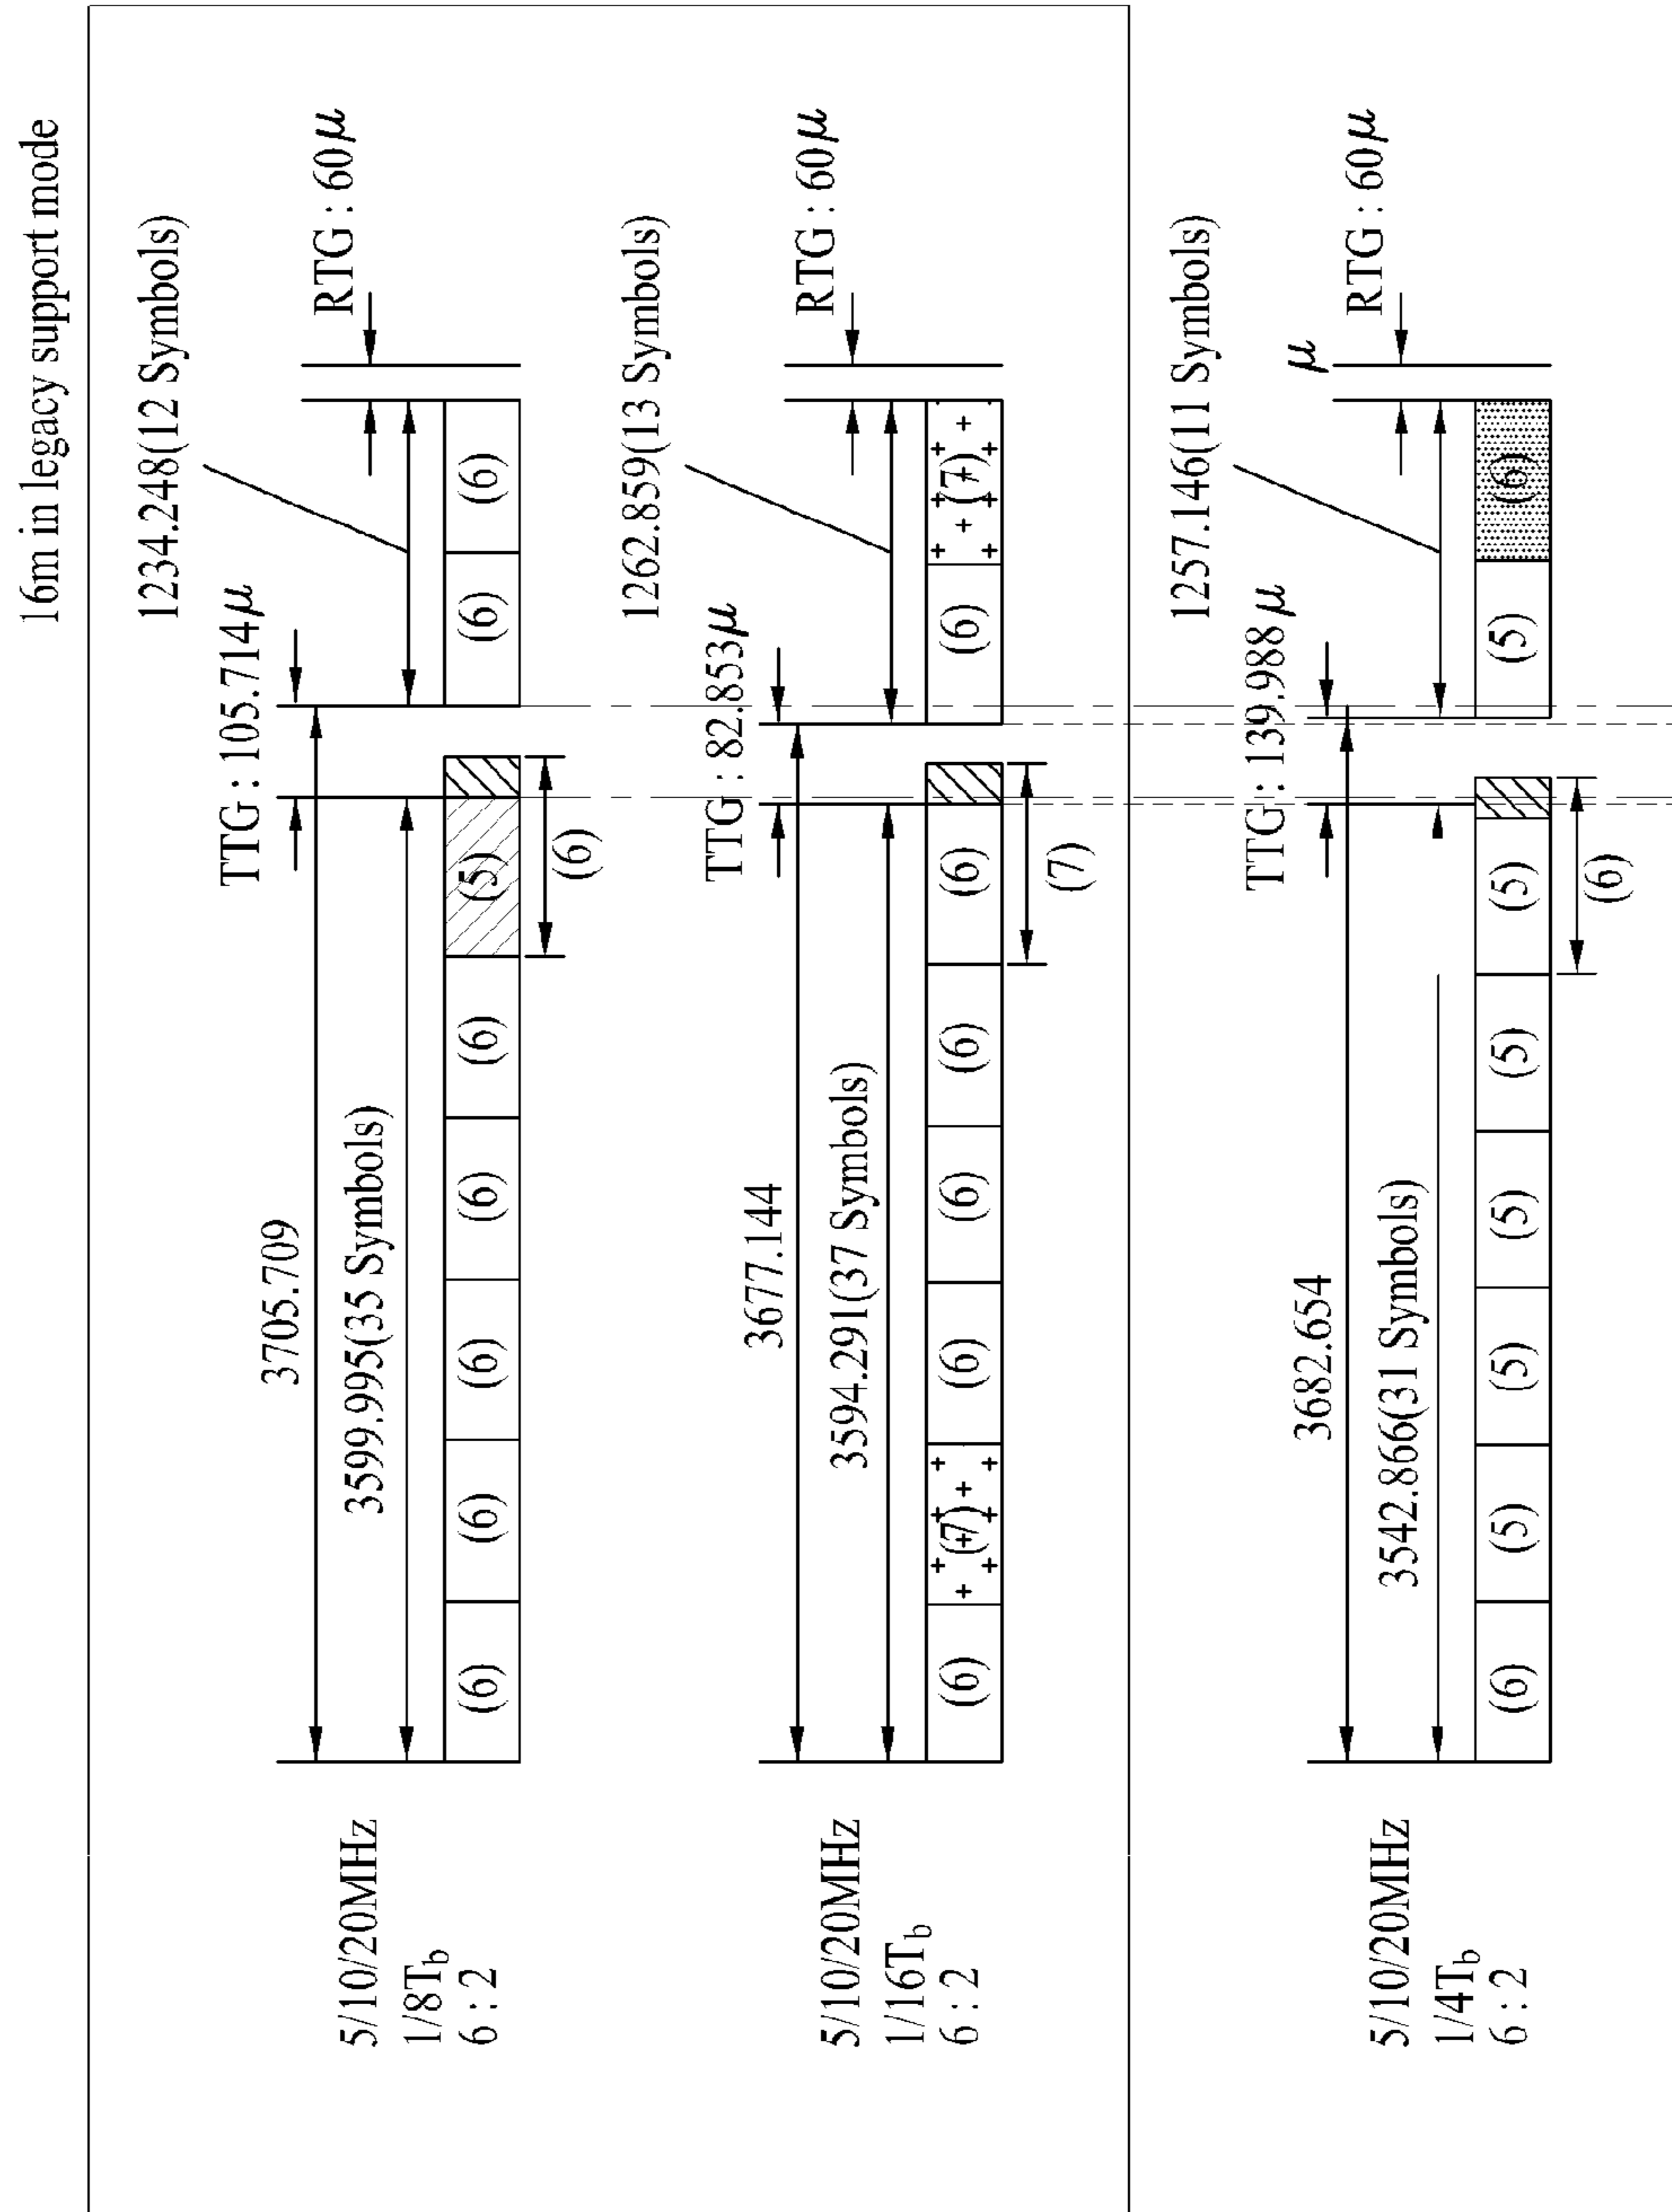 16m in legacy support mode
5/10/20MHz
1/8Tb
6 : 2
3705.709
3599.995(35 Symbols)
TTG : 105.714μ
1234.248(12 Symbols)
RTG : 60μ
(6) (6) (6) (6) (6) (5) (6) (6)
(6)
5/10/20MHz
1/16Tb
6 : 2
3677.144
3594.291(37 Symbols)
TTG : 82.853μ
1262.859(13 Symbols)
RTG : 60μ
(6) (7) (6) (6) (6) (6) (6) (7)
(7)
5/10/20MHz
1/4Tb
6 : 2
3682.654
3542.866(31 Symbols)
TTG : 139.988μ
1257.146(11 Symbols)
μ
RTG : 60μ
(6) (5) (5) (5) (5) (5) (5) (6)
(6)